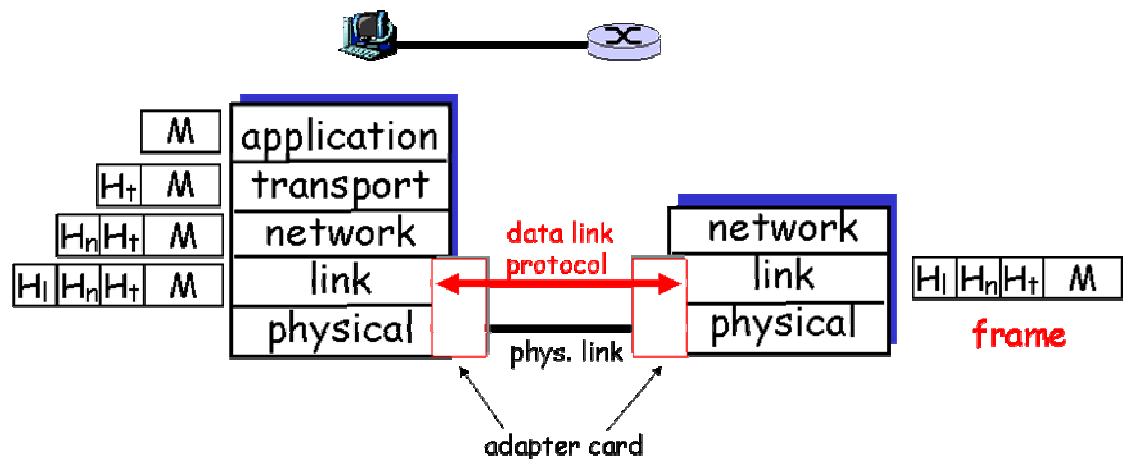 M
application
Ht M
transport
Hn Ht M
network
Hl Hn Ht M
link
physical
data link
protocol
phys. link
adapter card
network
link
physical
Hl Hn Ht M
frame